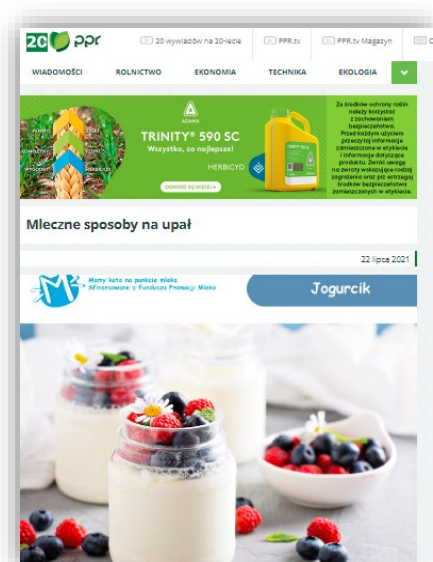 20 ppr
20 wywiadów na 20-lecie
PPR.tv
PPR.tv Magazyn
WIADOMOŚCI
ROLNICTWO
EKONOMIA
TECHNIKA
EKOLOGIA
ADAMA
TRINITY® 590 SC
Wszystko, co najlepsze!
HERBICYD
DOWIEDZ SIĘ WIĘCEJ
Ze środków ochrony roślin
należy korzystać
z zachowaniem
bezpieczeństwa.
Przed każdym użyciem
przeczytaj informacje
zamieszczone w etykiecie
i informacje dotyczące
produktu. Zwróć uwagę
na zwroty wskazujące rodzaj
zagrożenia oraz przestrzegaj
środków bezpieczeństwa
zamieszczonych w etykiecie.
Mleczne sposoby na upał
22 lipca 2021
Mamy kota na punkcie mleka
Sfinansowane z Funduszu Promocji Mleka
Jogurcik